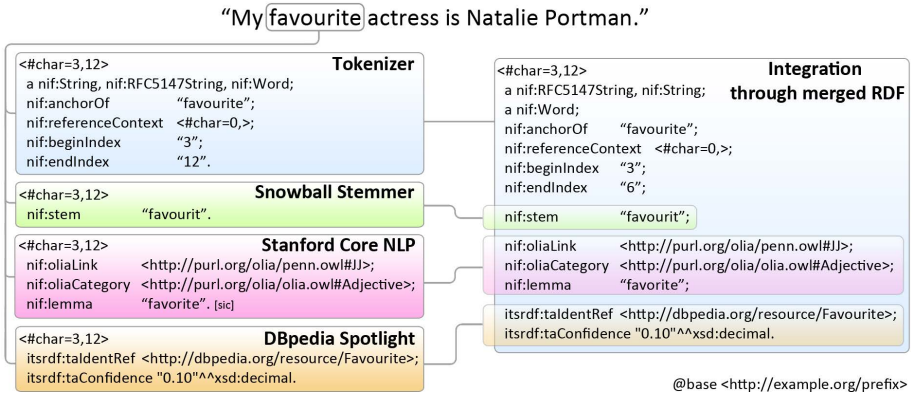 “My favourite actress is Natalie Portman.”
<#char=3,12>
Tokenizer
a nif:String, nif:RFC5147String, nif:Word;
nif:anchorOf “favourite”;
nif:referenceContext <#char=0,>;
nif:beginIndex “3”;
nif:endIndex “12”.
<#char=3,12>
Snowball Stemmer
nif:stem “favourit”.
<#char=3,12>
Stanford Core NLP
nif:oliaLink <http://purl.org/olia/penn.owl#JJ>;
nif:oliaCategory <http://purl.org/olia/olia.owl#Adjective>;
nif:lemma “favorite”. [sic]
<#char=3,12>
DBpedia Spotlight
itsrdf:taIdentRef <http://dbpedia.org/resource/Favourite>;
itsrdf:taConfidence "0.10"^^xsd:decimal.
<#char=3,12>
Integration
through merged RDF
a nif:RFC5147String, nif:String;
a nif:Word;
nif:anchorOf “favourite”;
nif:referenceContext <#char=0,>;
nif:beginIndex “3”;
nif:endIndex “6”;
nif:stem “favourit”;
nif:oliaLink <http://purl.org/olia/penn.owl#JJ>;
nif:oliaCategory <http://purl.org/olia/olia.owl#Adjective>;
nif:lemma “favorite”;
itsrdf:taIdentRef <http://dbpedia.org/resource/Favourite>;
itsrdf:taConfidence "0.10"^^xsd:decimal.
@base <http://example.org/prefix>